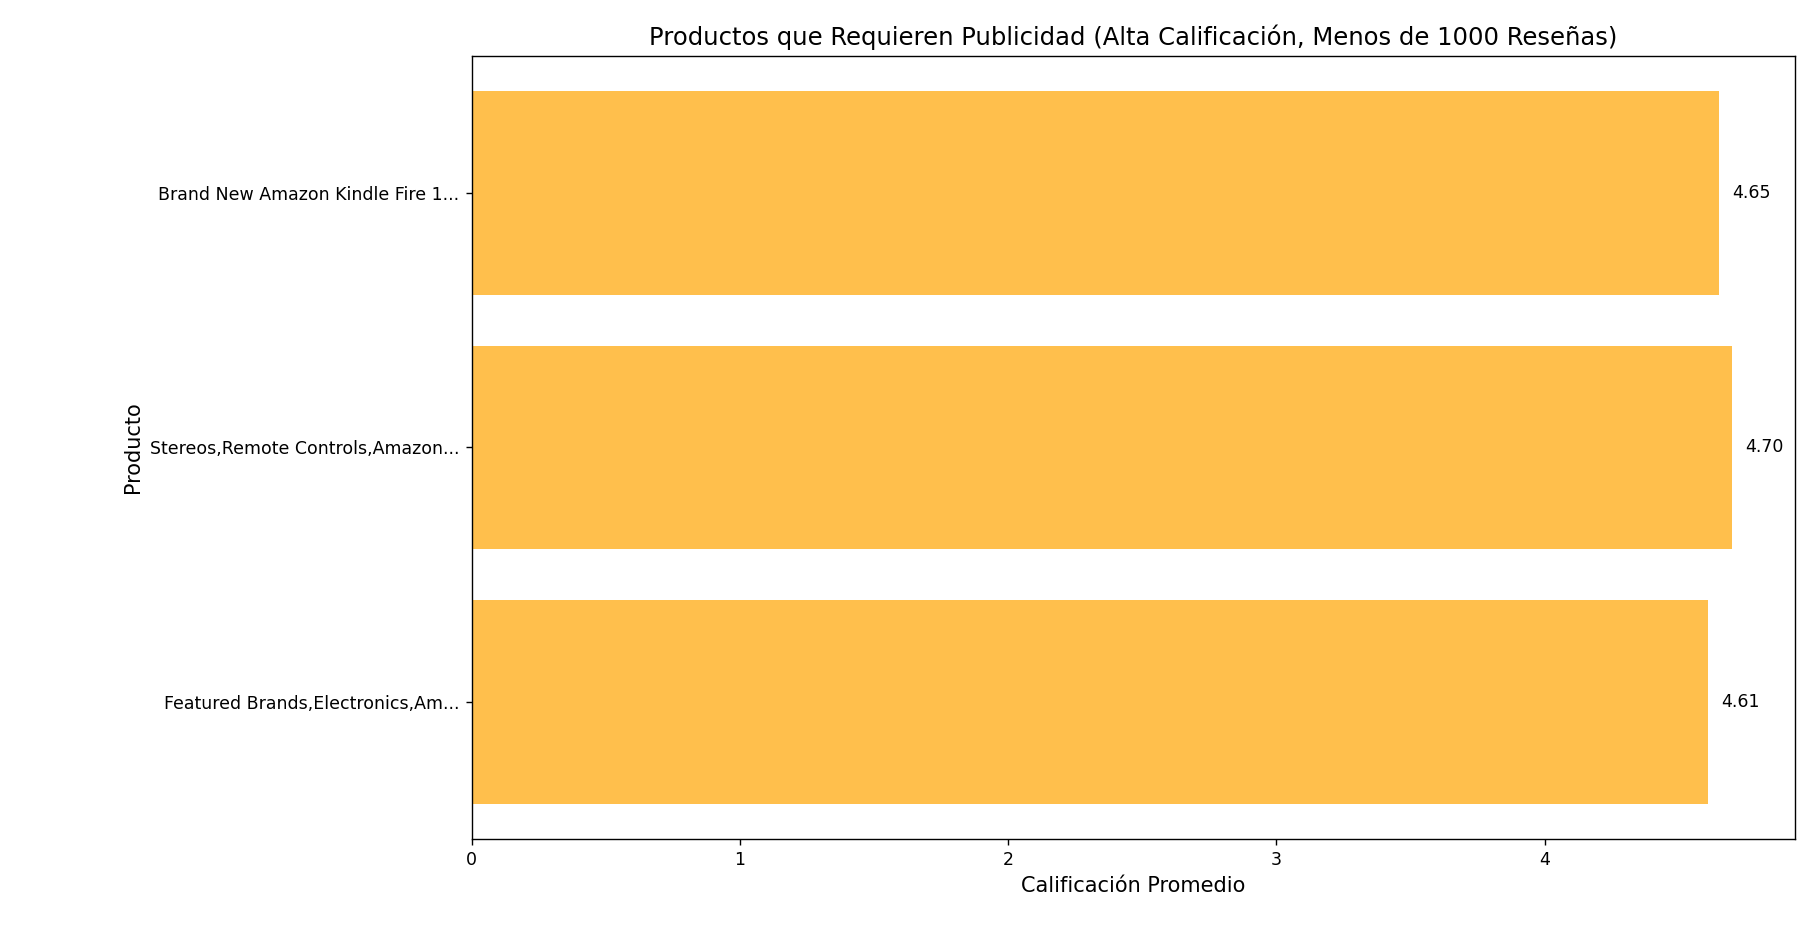 Productos que Requieren Publicidad (Alta Calificación, Menos de 1000 Reseñas)
Brand New Amazon Kindle Fire 1...
4.65
Producto
Stereos,Remote Controls,Amazon...
4.70
Featured Brands,Electronics,Am...
4.61
0 1 2 3 4
Calificación Promedio